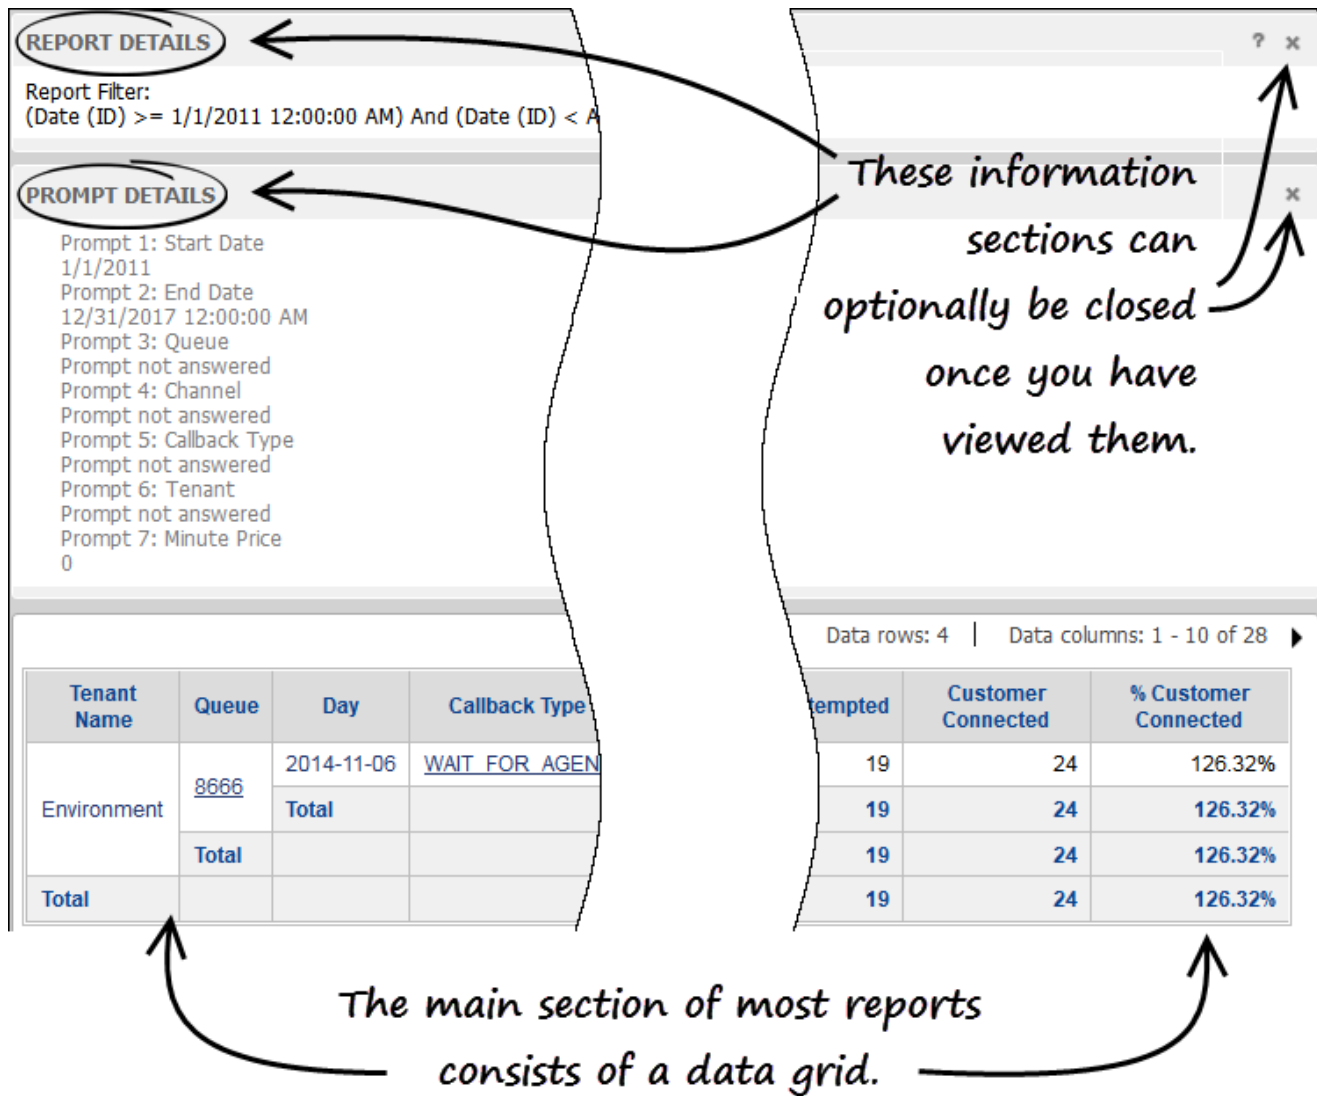 REPORT DETAILS
? ×
Report Filter:
(Date (ID) >= 1/1/2011 12:00:00 AM) And (Date (ID) < A
PROMPT DETAILS
×
Prompt 1: Start Date
1/1/2011
Prompt 2: End Date
12/31/2017 12:00:00 AM
Prompt 3: Queue
Prompt not answered
Prompt 4: Channel
Prompt not answered
Prompt 5: Callback Type
Prompt not answered
Prompt 6: Tenant
Prompt not answered
Prompt 7: Minute Price
0
These information
sections can
optionally be closed
once you have
viewed them.
Data rows: 4 | Data columns: 1 - 10 of 28
Tenant Name Queue Day Callback Type tempted Customer Connected % Customer Connected
Environment 8666 2014-11-06 WAIT_FOR_AGEN 19 24 126.32%
Total 19 24 126.32%
Total 19 24 126.32%
Total 19 24 126.32%
The main section of most reports
consists of a data grid.